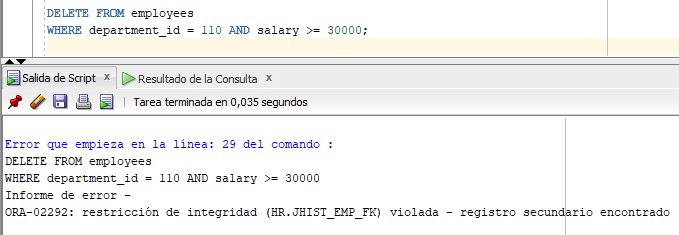 DELETE FROM employees
WHERE department_id = 110 AND salary >= 30000;
Salida de Script x Resultado de la Consulta x
Tarea terminada en 0,035 segundos
Error que empieza en la línea: 29 del comando :
DELETE FROM employees
WHERE department_id = 110 AND salary >= 30000
Informe de error -
ORA-02292: restricción de integridad (HR.JHIST_EMP_FK) violada - registro secundario encontrado